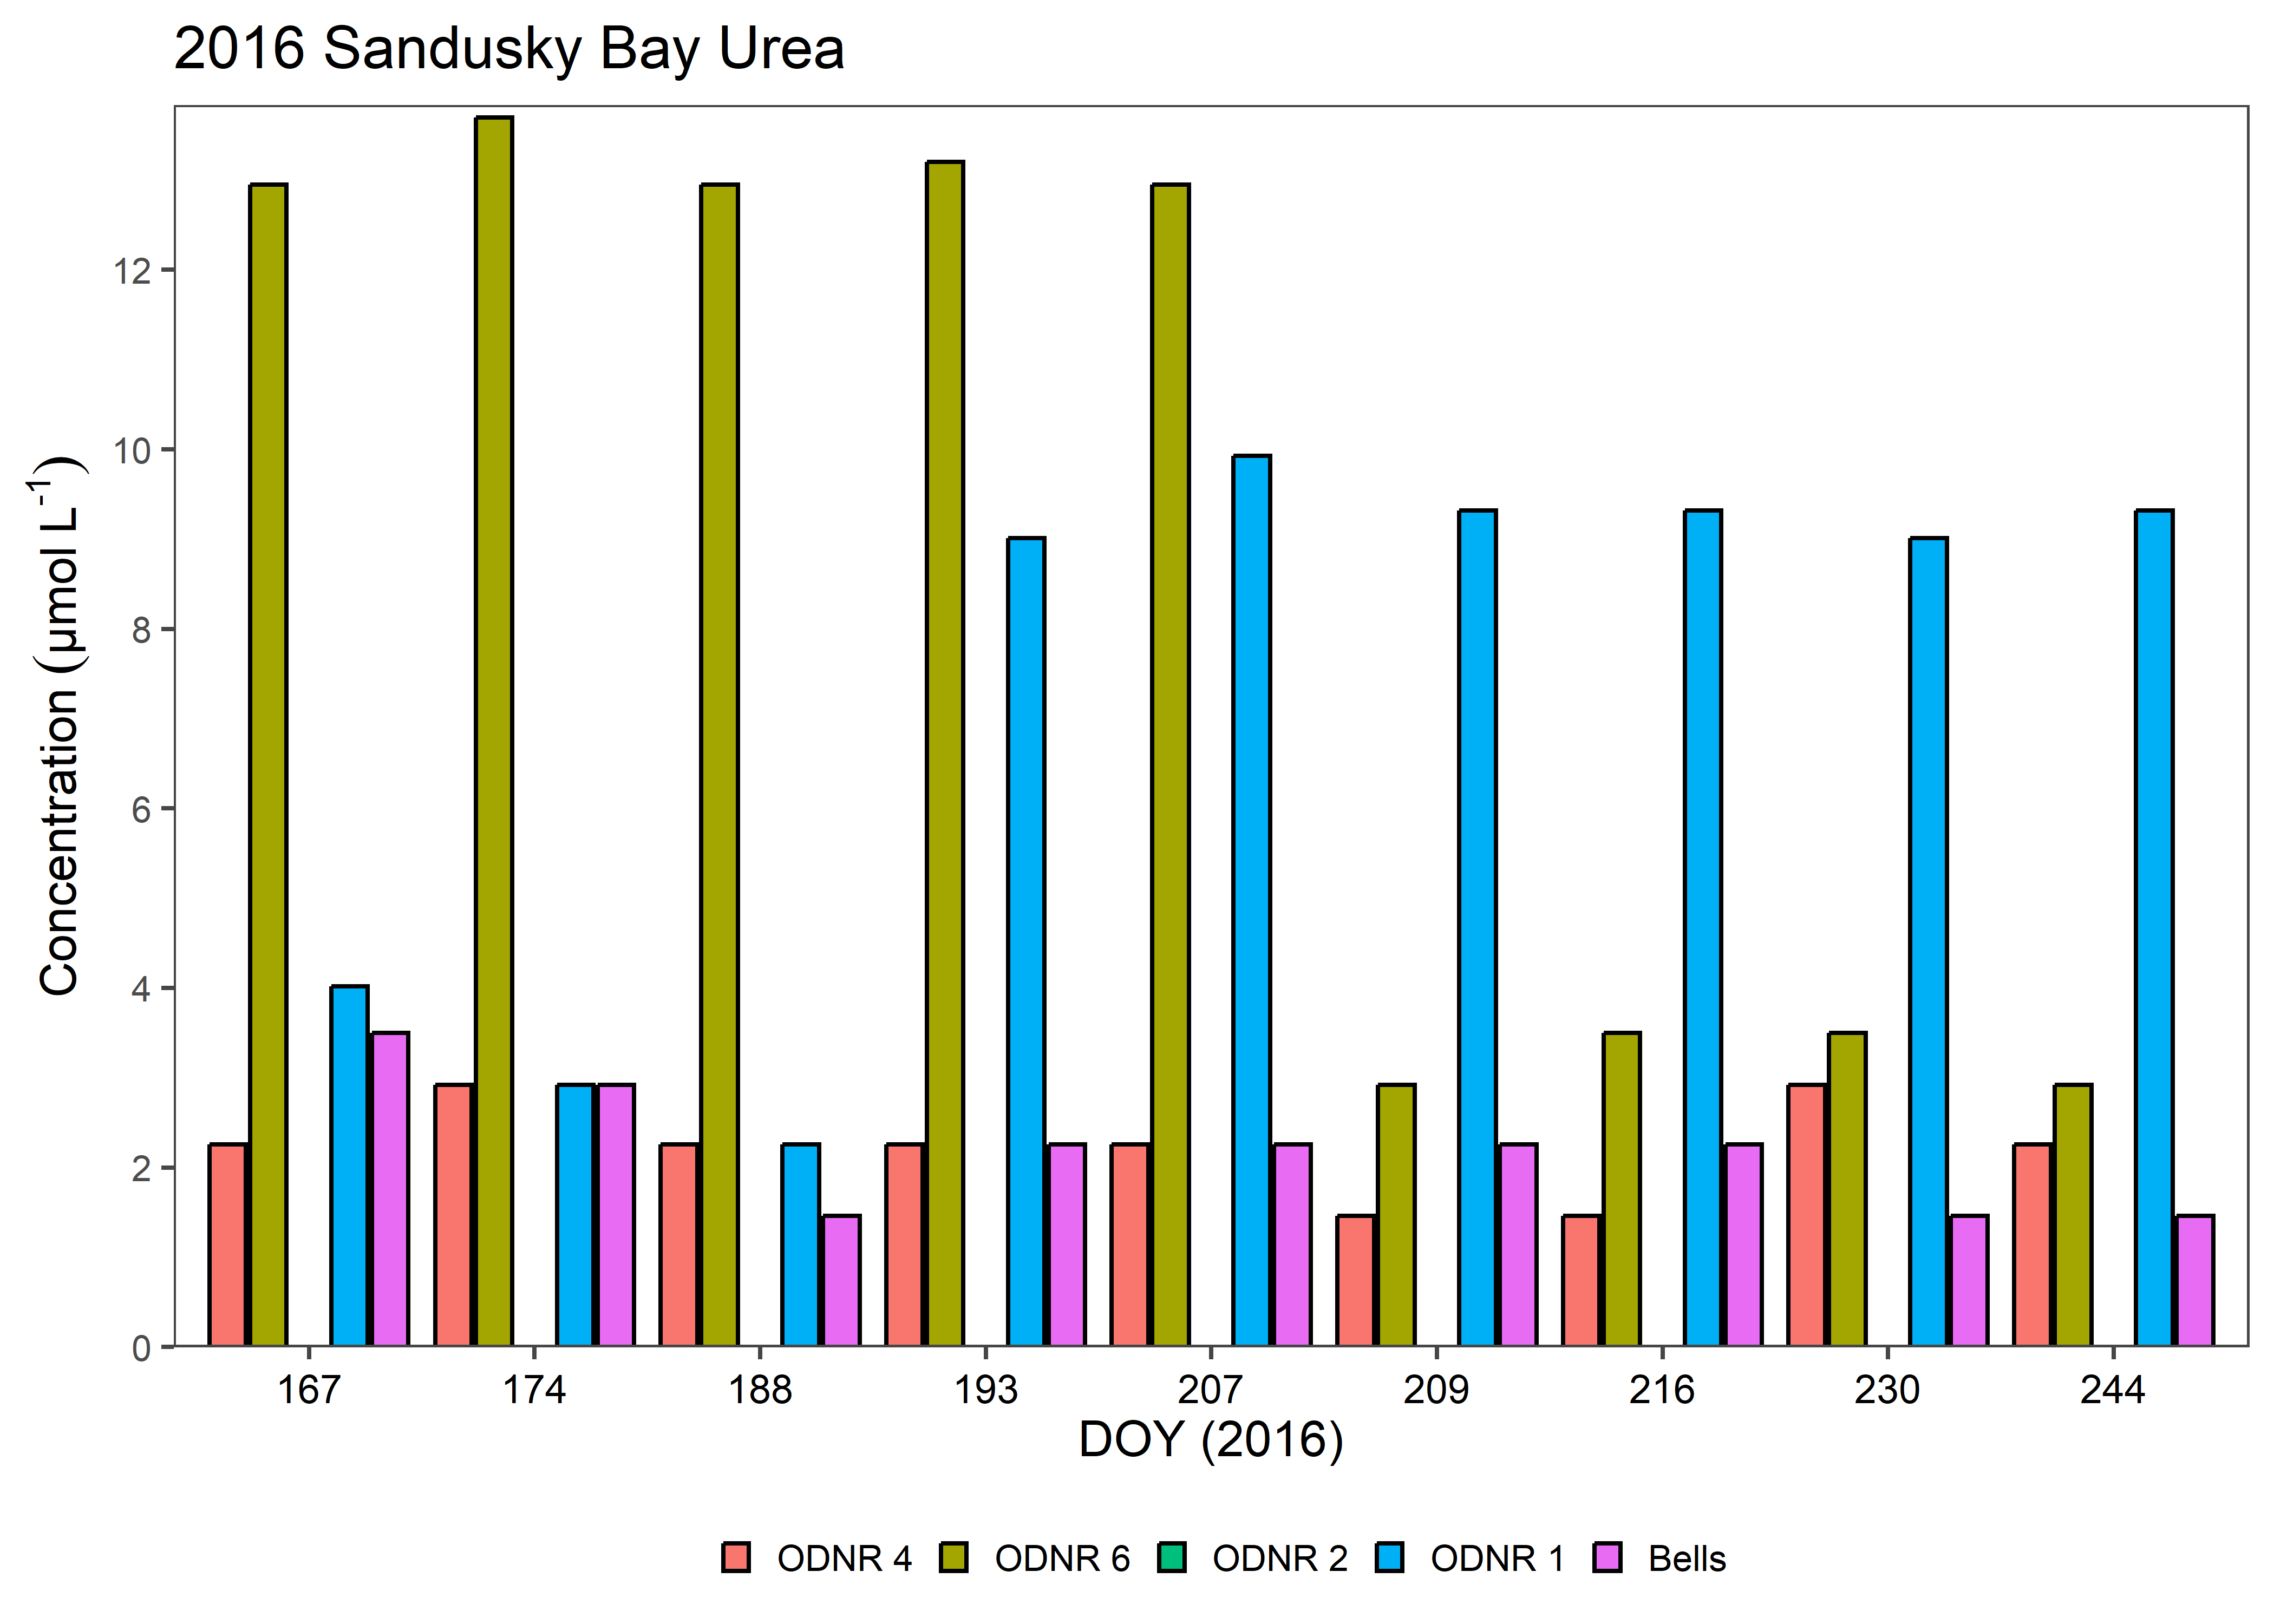 2016 Sandusky Bay Urea
Concentration (µmol L⁻¹)
12
10
8
6
4
2
0
167 174 188 193 207 209 216 230 244
DOY (2016)
ODNR 4 ODNR 6 ODNR 2 ODNR 1 Bells